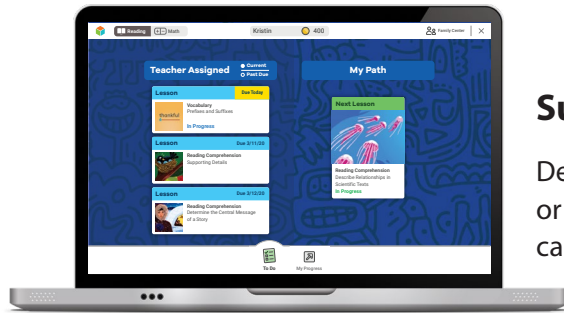 Reading
Math
Kristin
400
Family Center
Teacher Assigned
Current
Past Due
My Path
Lesson
Due Today
thankful
Vocabulary
Prefixes and Suffixes
In Progress
Lesson
Due 3/11/20
Reading Comprehension
Supporting Details
Lesson
Due 3/12/20
Reading Comprehension
Determine the Central Message
of a Story
Next Lesson
Reading Comprehension
Describe Relationships in
Scientific Texts
In Progress
To Do
My Progress
Su
De
or
ca